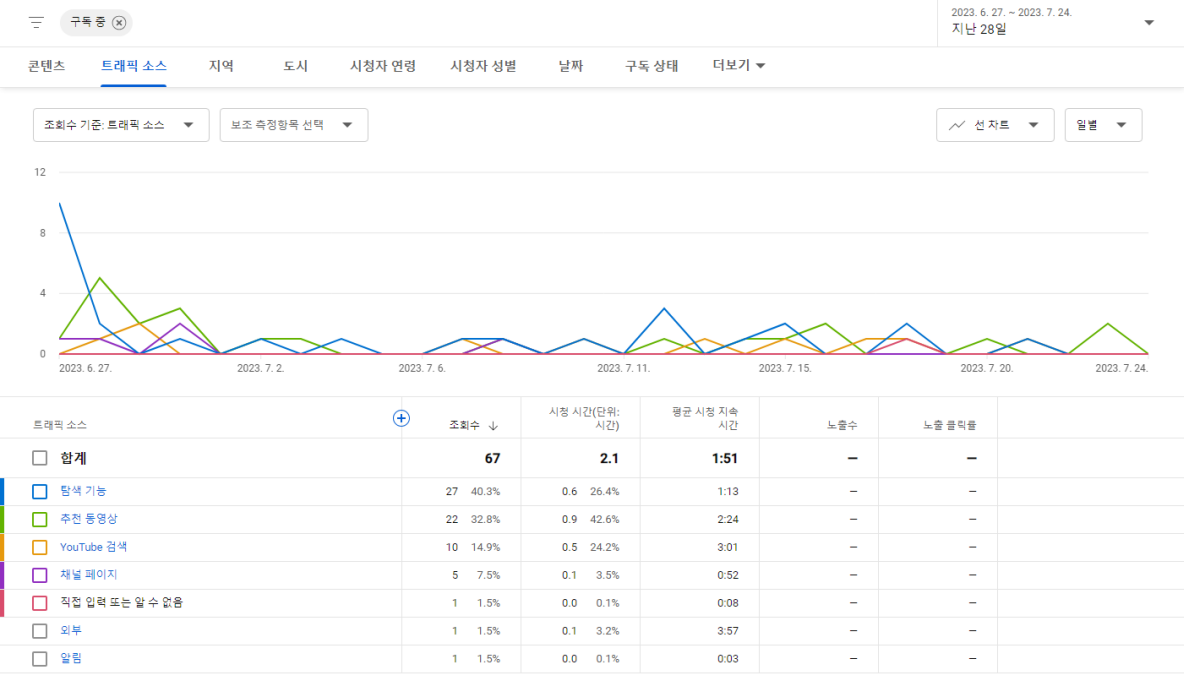 구독 중
2023. 6. 27. ~ 2023. 7. 24.
지난 28일
콘텐츠 트래픽 소스 지역 도시 시청자 연령 시청자 성별 날짜 구독 상태 더보기
조회수 기준: 트래픽 소스 보조 측정항목 선택 선 차트 일별
12
8
4
0
2023. 6. 27. 2023. 7. 2. 2023. 7. 6. 2023. 7. 11. 2023. 7. 15. 2023. 7. 20. 2023. 7. 24.
트래픽 소스 조회수 시청 시간(단위: 시간) 평균 시청 지속 시간 노출수 노출 클릭률
합계 67 2.1 1:51 – –
탐색 기능 27 40.3% 0.6 26.4% 1:13 – –
추천 동영상 22 32.8% 0.9 42.6% 2:24 – –
YouTube 검색 10 14.9% 0.5 24.2% 3:01 – –
채널 페이지 5 7.5% 0.1 3.5% 0:52 – –
직접 입력 또는 알 수 없음 1 1.5% 0.0 0.1% 0:08 – –
외부 1 1.5% 0.1 3.2% 3:57 – –
알림 1 1.5% 0.0 0.1% 0:03 – –